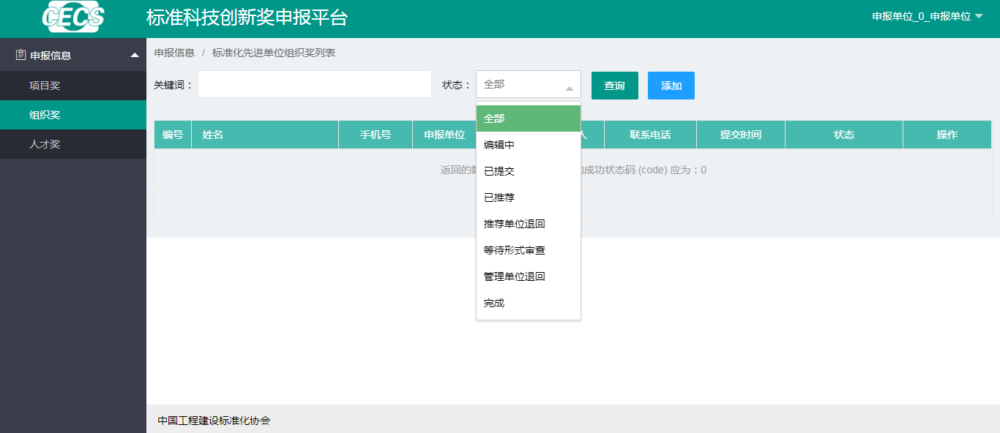 CECS
标准科技创新奖申报平台
申报单位_0_申报单位
申报信息
项目奖
组织奖
人才奖
申报信息 / 标准化先进单位组织奖列表
关键词： 状态： 全部 查询 添加
全部
编辑中
已提交
已推荐
推荐单位退回
等待形式审查
管理单位退回
完成
编号 姓名 手机号 申报单位 人 联系电话 提交时间 状态 操作
返回的 成功状态码 (code) 应为：0
中国工程建设标准化协会